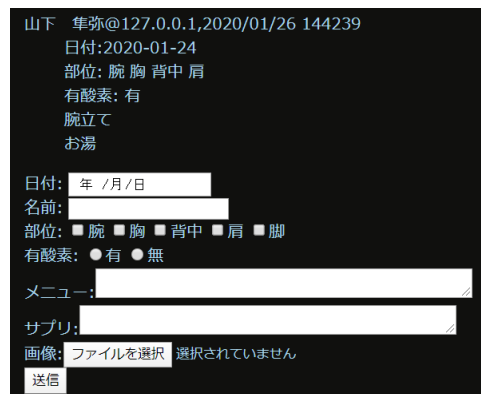 山下　隼弥@127.0.0.1,2020/01/26 144239
日付:2020-01-24
部位: 腕 胸 背中 肩
有酸素: 有
腕立て
お湯
日付: 年 /月/日
名前:
部位: 腕 胸 背中 肩 脚
有酸素: 有 無
メニュー:
サプリ:
画像: ファイルを選択 選択されていません
送信